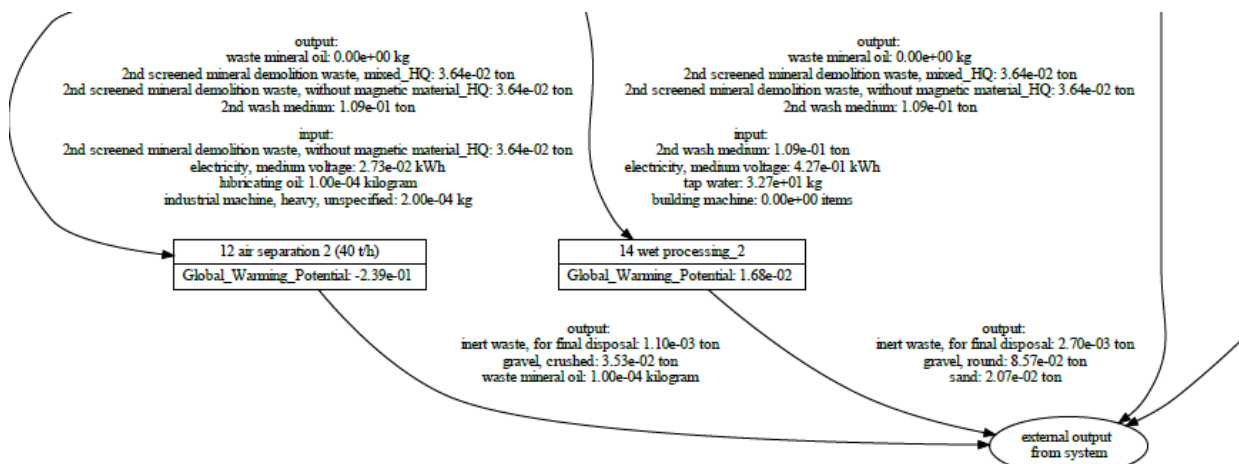 output:
waste mineral oil: 0.00e+00 kg
2nd screened mineral demolition waste, mixed_HQ: 3.64e-02 ton
2nd screened mineral demolition waste, without magnetic material_HQ: 3.64e-02 ton
2nd wash medium: 1.09e-01 ton
input:
2nd screened mineral demolition waste, without magnetic material_HQ: 3.64e-02 ton
electricity, medium voltage: 2.73e-02 kWh
lubricating oil: 1.00e-04 kilogram
industrial machine, heavy, unspecified: 2.00e-04 kg
output:
waste mineral oil: 0.00e+00 kg
2nd screened mineral demolition waste, mixed_HQ: 3.64e-02 ton
2nd screened mineral demolition waste, without magnetic material_HQ: 3.64e-02 ton
2nd wash medium: 1.09e-01 ton
input:
2nd wash medium: 1.09e-01 ton
electricity, medium voltage: 4.27e-01 kWh
tap water: 3.27e+01 kg
building machine: 0.00e+00 items
12 air separation 2 (40 t/h)
Global_Warming_Potential: -2.39e-01
14 wet processing_2
Global_Warming_Potential: 1.68e-02
output:
inert waste, for final disposal: 1.10e-03 ton
gravel, crushed: 3.53e-02 ton
waste mineral oil: 1.00e-04 kilogram
output:
inert waste, for final disposal: 2.70e-03 ton
gravel, round: 8.57e-02 ton
sand: 2.07e-02 ton
external output
from system